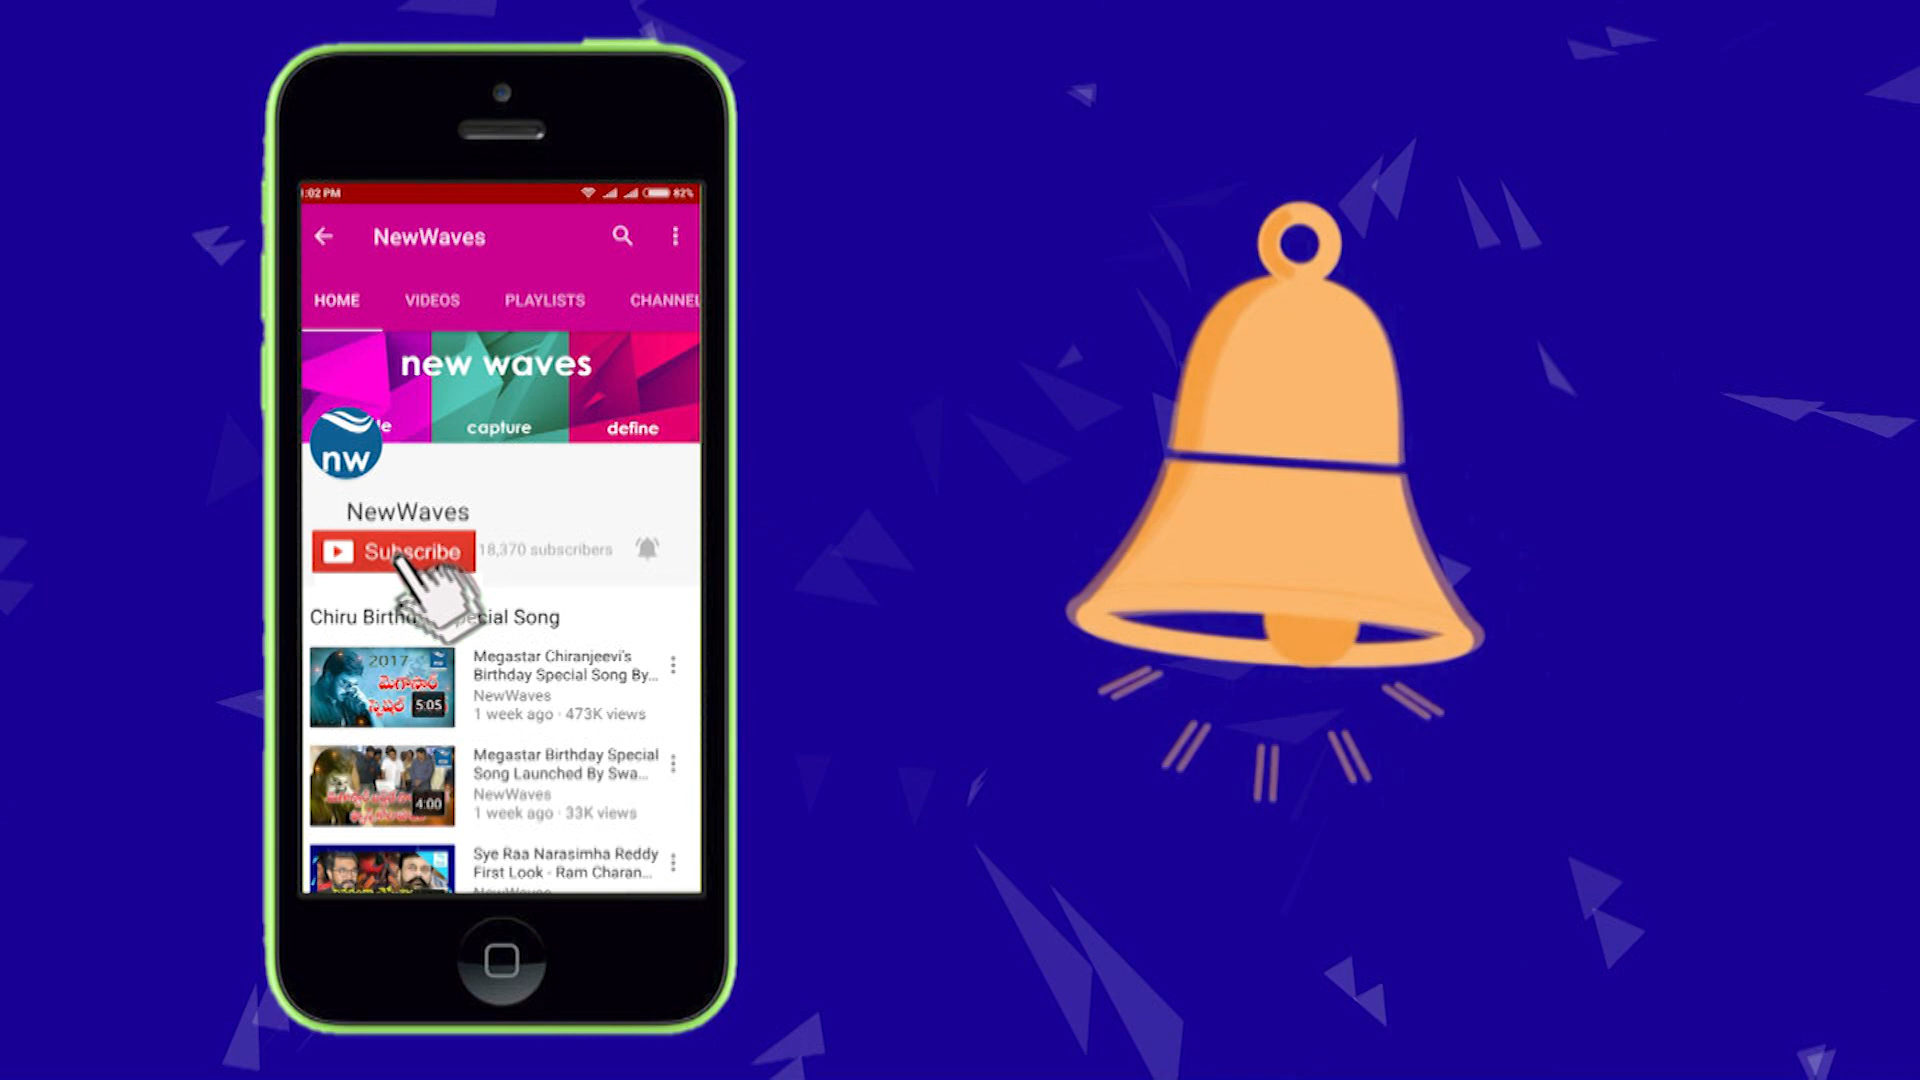 :02 PM
82%
NewWaves
HOME VIDEOS PLAYLISTS CHANNEL
new waves
capture define
nw
NewWaves
Subscribe 18,370 subscribers
Chiru Special Song
2017
మెగాస్టార్
స్పెషల్ 5:05
Megastar Chiranjeevi's
Birthday Special Song By...
NewWaves
1 week ago · 473K views
4:00
Megastar Birthday Special
Song Launched By Swa...
NewWaves
1 week ago · 33K views
Sye Raa Narasimha Reddy
First Look - Ram Charan...
NewWaves